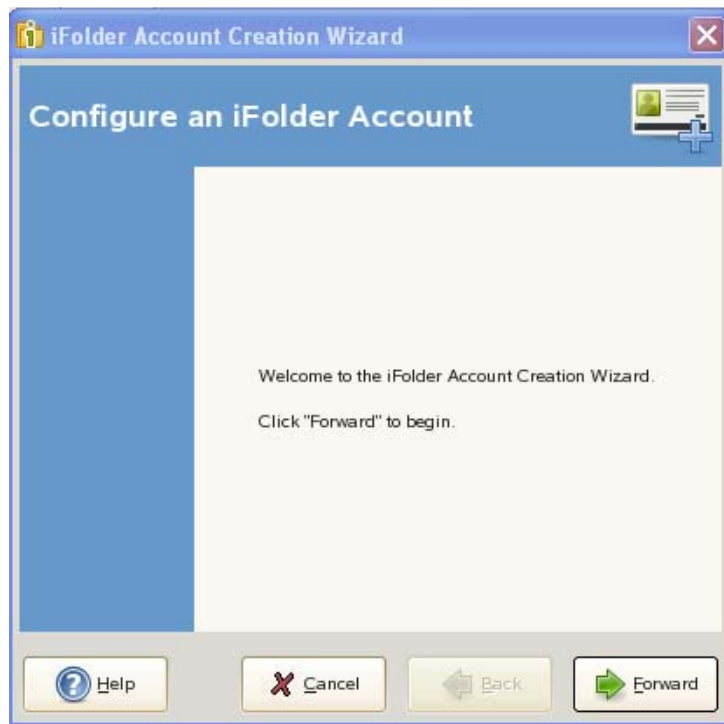 iFolder Account Creation Wizard
Configure an iFolder Account
Welcome to the iFolder Account Creation Wizard.
Click "Forward" to begin.
Help Cancel Back Forward